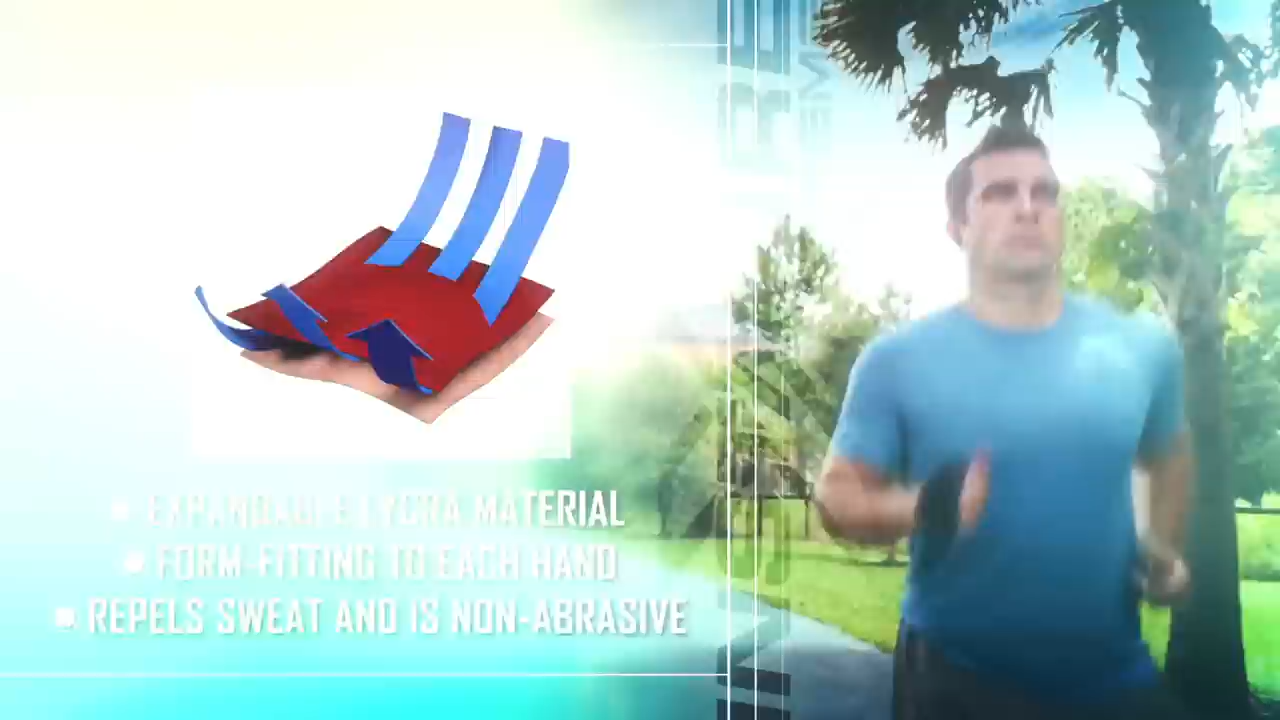 EXPANDABLE LYCRA MATERIAL
FORM-FITTING TO EACH HAND
REPELS SWEAT AND IS NON-ABRASIVE